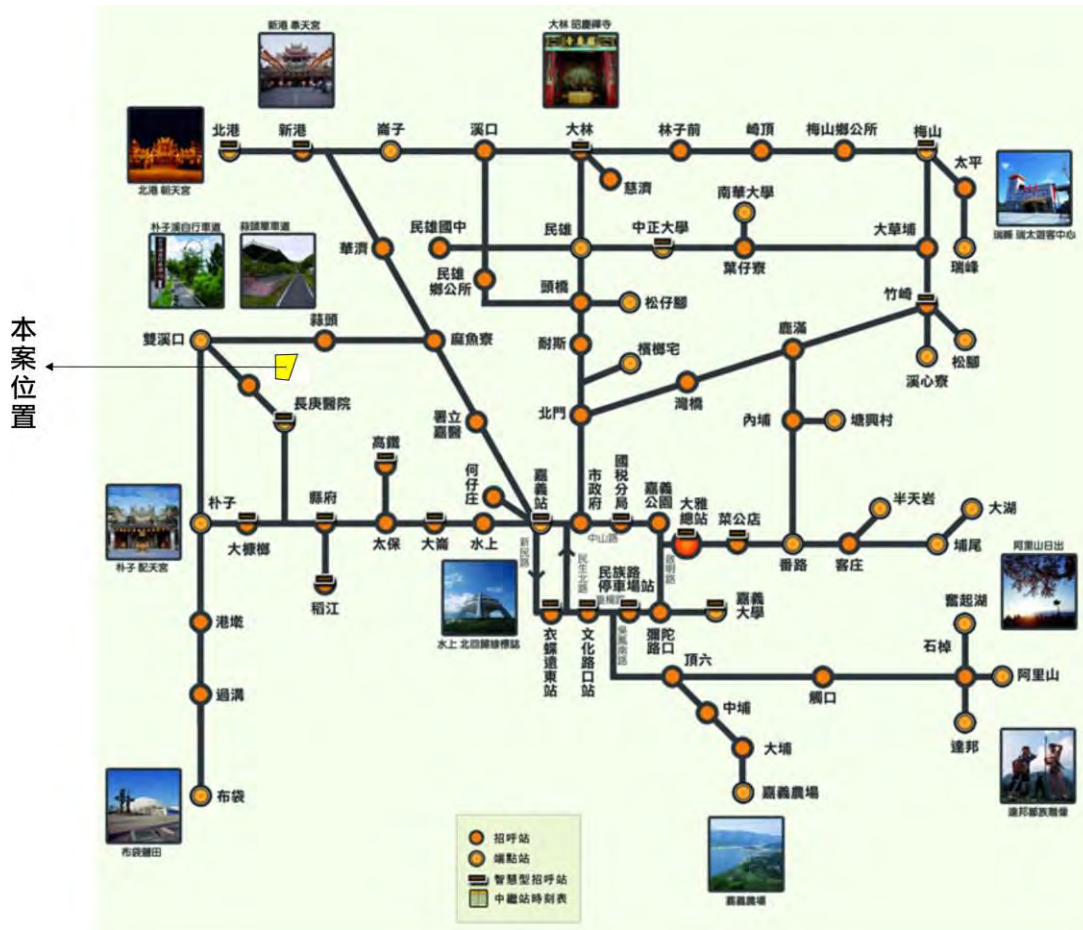 新港 奉天宮
大林 昭慶禪寺
北港
新港
崙子
溪口
大林
林子前
崎頂
梅山鄉公所
梅山
太平
慈濟
南華大學
北港 朝天宮
瑞峰 瑞太遊客中心
朴子溪自行車道
蒜頭單車道
民雄國中
民雄
中正大學
葉仔寮
大草埔
瑞峰
華濟
民雄
鄉公所
頭橋
松仔腳
竹崎
本案位置
雙溪口
蒜頭
麻魚寮
耐斯
檳榔宅
鹿滿
松腳
溪心寮
灣橋
長庚醫院
署立
嘉醫
北門
內埔
塘興村
高鐵
何仔庄
嘉義站
市政府
國稅分局
嘉義公園
大雅總站
菜公店
半天岩
大湖
朴子
大槺榔
縣府
太保
大崙
水上
中山路
番路
客庄
埔尾
阿里山日出
朴子 配天宮
稻江
新民路
民生北路
啟明路
民族路
停車場站
垂楊路
嘉義
大學
奮起湖
水上 北回歸線標誌
衣蝶遠東站
文化路口站
吳鳳南路
彌陀路口
港墘
頂六
觸口
石棹
阿里山
過溝
中埔
大埔
達邦
布袋
嘉義農場
達邦鄒族雕像
布袋鹽田
招呼站
端點站
智慧型招呼站
中繼站時刻表
嘉義農場